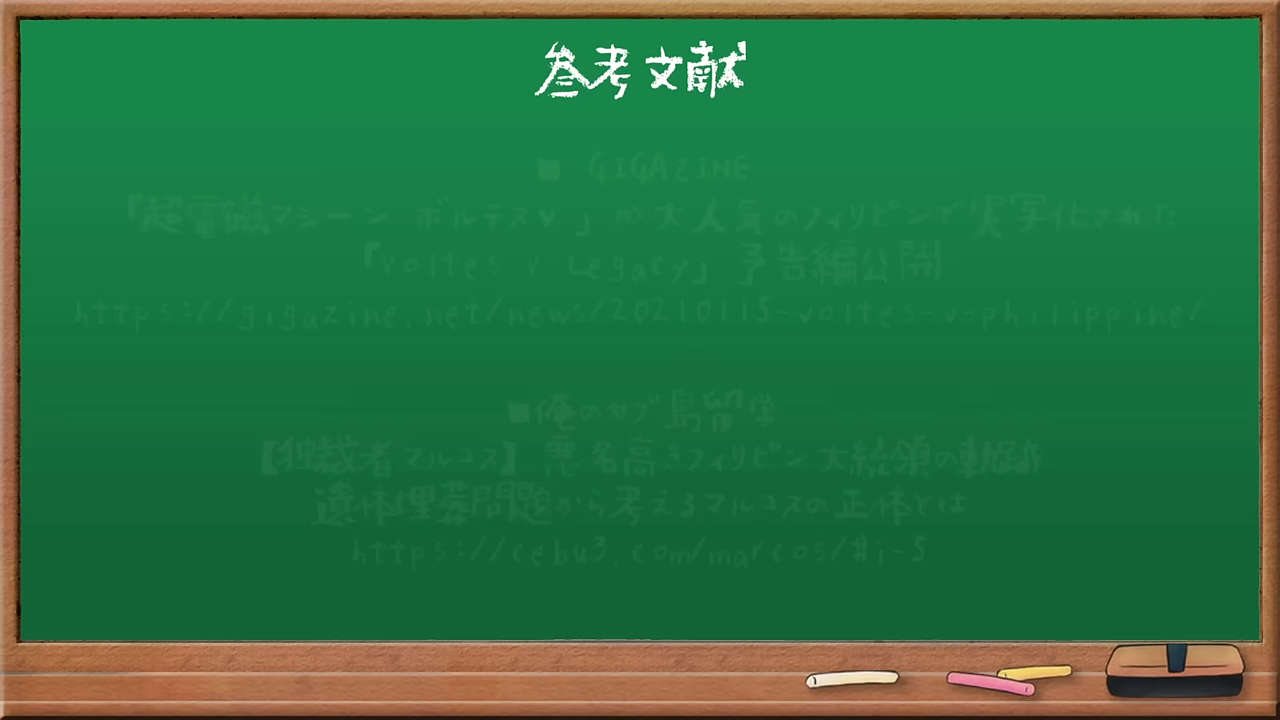 参考文献
■ GIGAZINE
『超電磁マシーン ボルテスV』が大人気のフィリピンで実写化された
『Voltes V Legacy』予告編公開
https://gigazine.net/news/20210115-voltes-v-philippine/
■俺のセブ島留学
【独裁者マルコス】悪名高きフィリピン大統領の軌跡
遺体埋葬問題から考えるマルコスの正体とは
https://cebu3.com/marcos/#i-5